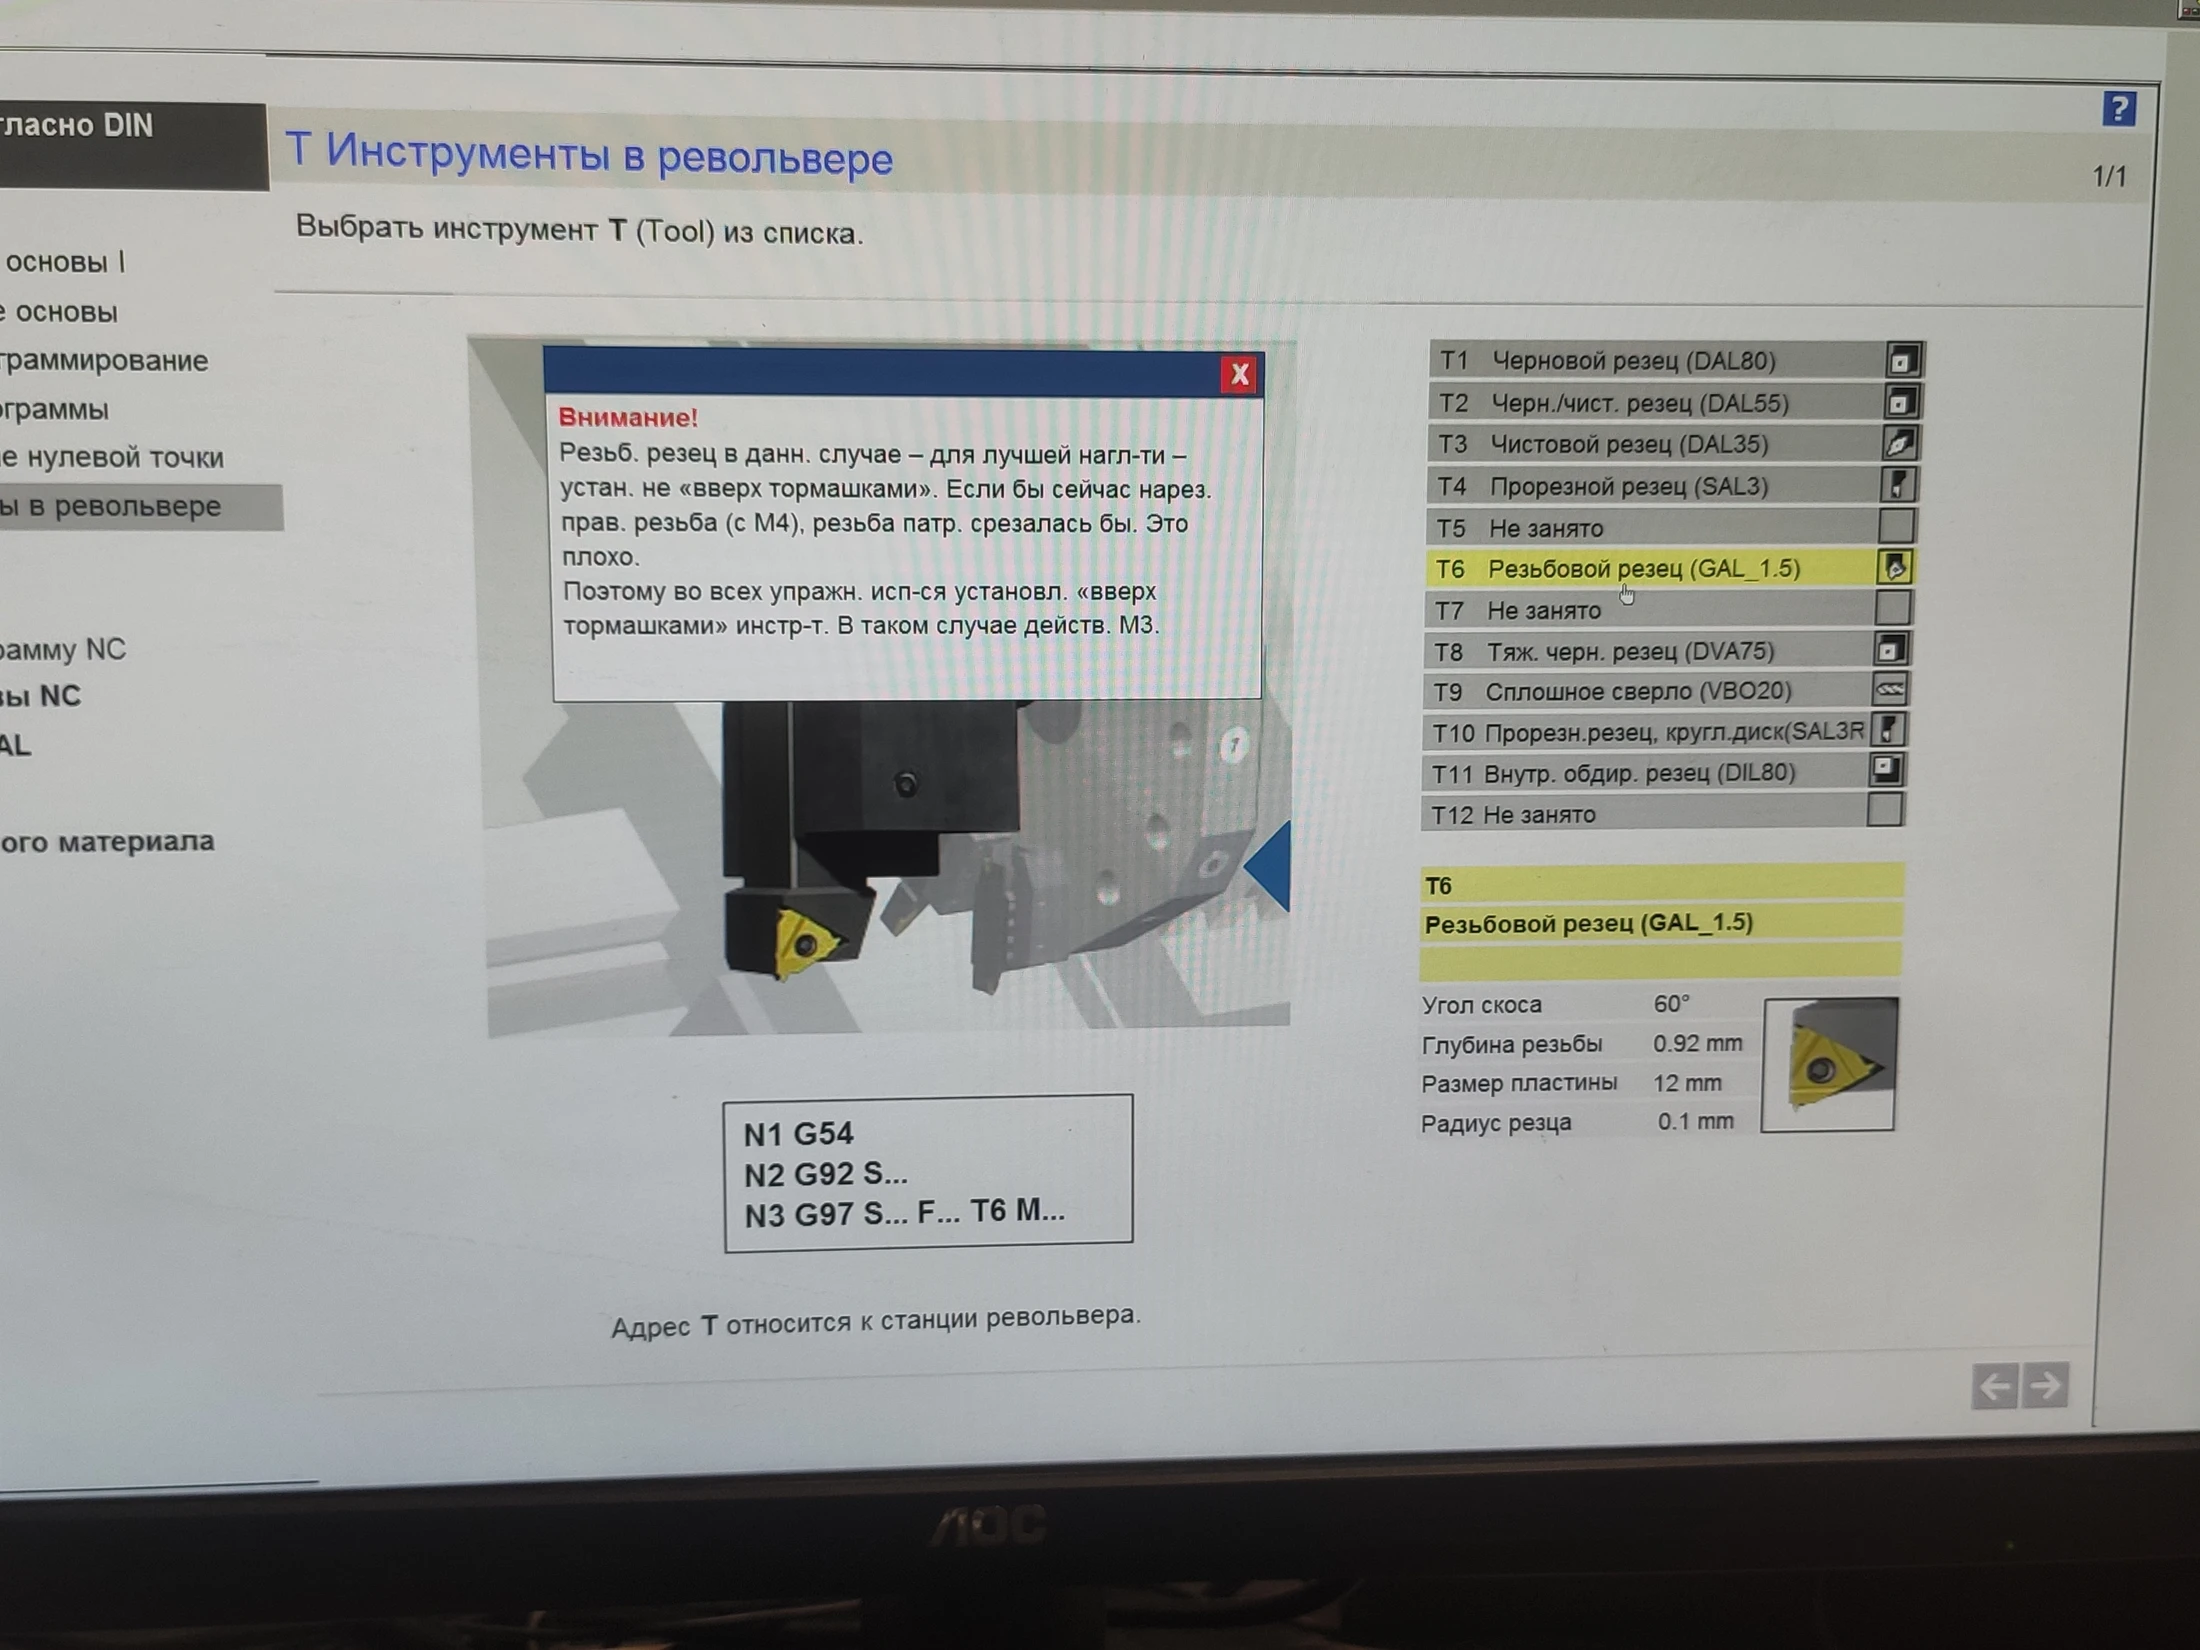 гласно DIN
Т Инструменты в револьвере
1/1
?
Выбрать инструмент T (Tool) из списка.
основы I
е основы
граммирование
ограммы
е нулевой точки
ы в револьвере
рамму NC
вы NC
AL
ого материала
X
Внимание!
Резьб. резец в данн. случае – для лучшей нагл-ти –
устан. не «вверх тормашками». Если бы сейчас нарез.
прав. резьба (с М4), резьба патр. срезалась бы. Это
плохо.
Поэтому во всех упражн. исп-ся установл. «вверх
тормашками» инстр-т. В таком случае действ. М3.
T1 Черновой резец (DAL80)
T2 Черн./чист. резец (DAL55)
T3 Чистовой резец (DAL35)
T4 Прорезной резец (SAL3)
T5 Не занято
T6 Резьбовой резец (GAL_1.5)
T7 Не занято
T8 Тяж. черн. резец (DVA75)
T9 Сплошное сверло (VBO20)
T10 Прорезн.резец, кругл.диск(SAL3R
T11 Внутр. обдир. резец (DIL80)
T12 Не занято
T6
Резьбовой резец (GAL_1.5)
Угол скоса 60°
Глубина резьбы 0.92 mm
Размер пластины 12 mm
Радиус резца 0.1 mm
N1 G54
N2 G92 S...
N3 G97 S... F... T6 M...
Адрес T относится к станции револьвера.
AOC